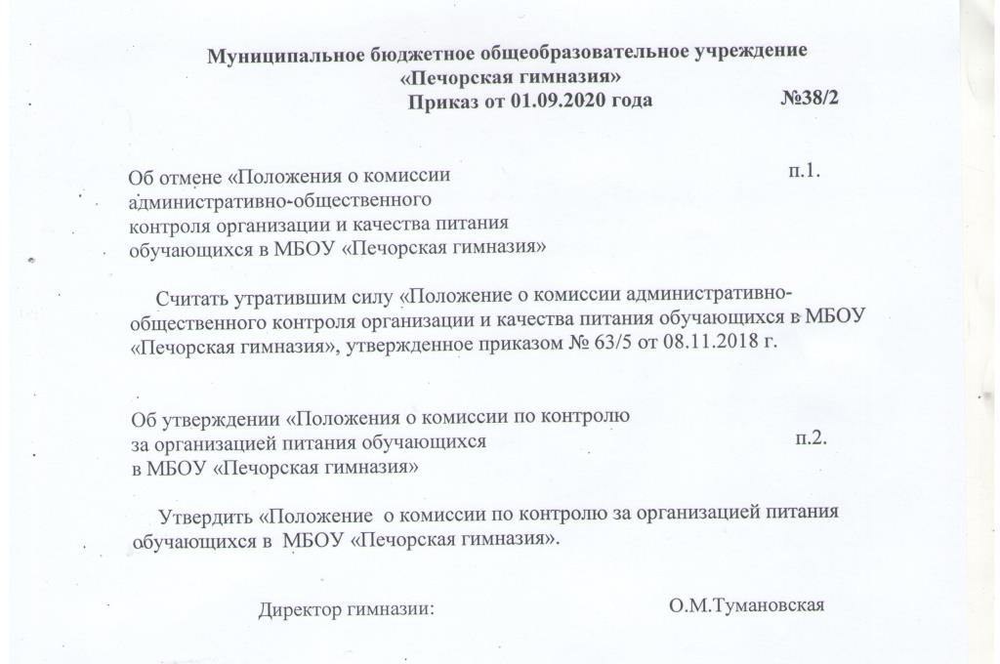 Муниципальное бюджетное общеобразовательное учреждение
«Печорская гимназия»
Приказ от 01.09.2020 года №38/2
Об отмене «Положения о комиссии п.1.
административно-общественного
контроля организации и качества питания
обучающихся в МБОУ «Печорская гимназия»
Считать утратившим силу «Положение о комиссии административно-
общественного контроля организации и качества питания обучающихся в МБОУ
«Печорская гимназия», утвержденное приказом № 63/5 от 08.11.2018 г.
Об утверждении «Положения о комиссии по контролю
за организацией питания обучающихся п.2.
в МБОУ «Печорская гимназия»
Утвердить «Положение о комиссии по контролю за организацией питания
обучающихся в МБОУ «Печорская гимназия».
Директор гимназии: О.М.Тумановская